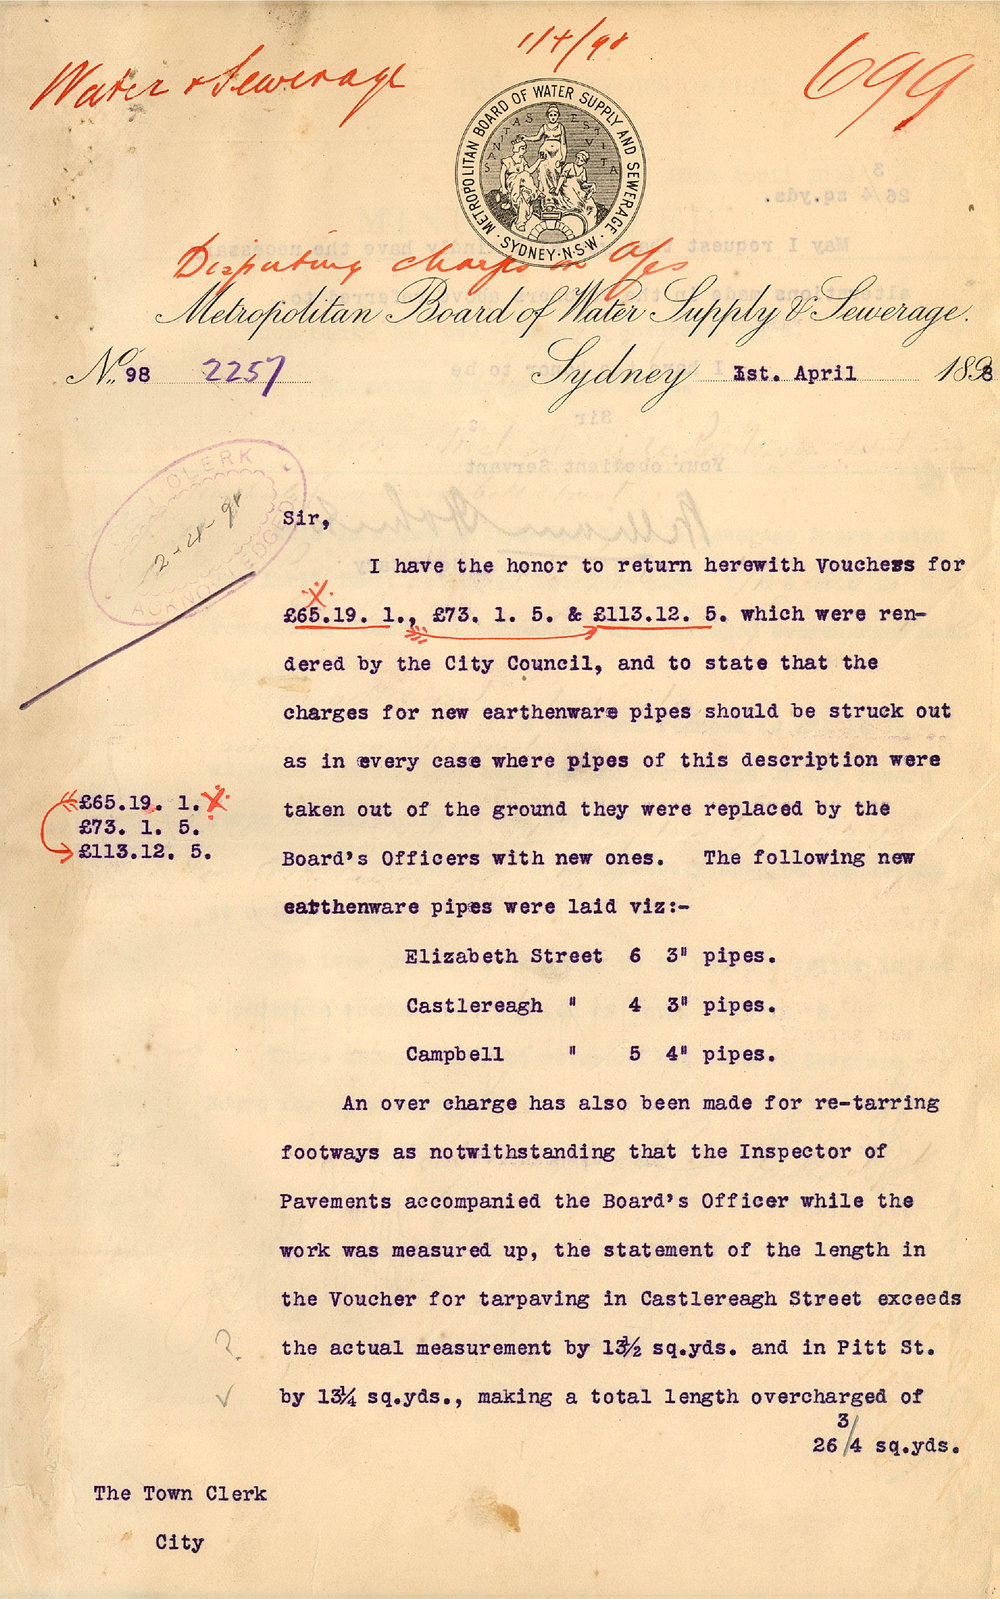 Water & Sewerage
1/4/98
699
METROPOLITAN BOARD OF WATER SUPPLY AND SEWERAGE
SANITAS EST VITA
· SYDNEY · N·S·W ·
Disputing charges in a/cs
Metropolitan Board of Water Supply & Sewerage.
No. 98 2257
Sydney 1st. April 1898
CLERK
2-4-98
ACKNOWLEDGED
Sir,
I have the honor to return herewith Vouchers for
£65.19. 1., £73. 1. 5. & £113.12. 5. which were ren-
dered by the City Council, and to state that the
charges for new earthenware pipes should be struck out
as in every case where pipes of this description were
£65.19. 1.
£73. 1. 5.
£113.12. 5.
taken out of the ground they were replaced by the
Board's Officers with new ones. The following new
earthenware pipes were laid viz:-
Elizabeth Street 6 3" pipes.
Castlereagh " 4 3" pipes.
Campbell " 5 4" pipes.
An over charge has also been made for re-tarring
footways as notwithstanding that the Inspector of
Pavements accompanied the Board's Officer while the
work was measured up, the statement of the length in
the Voucher for tarpaving in Castlereagh Street exceeds
? the actual measurement by 13½ sq.yds. and in Pitt St.
by 13¼ sq.yds., making a total length overcharged of
26 3/4 sq.yds.
The Town Clerk
City